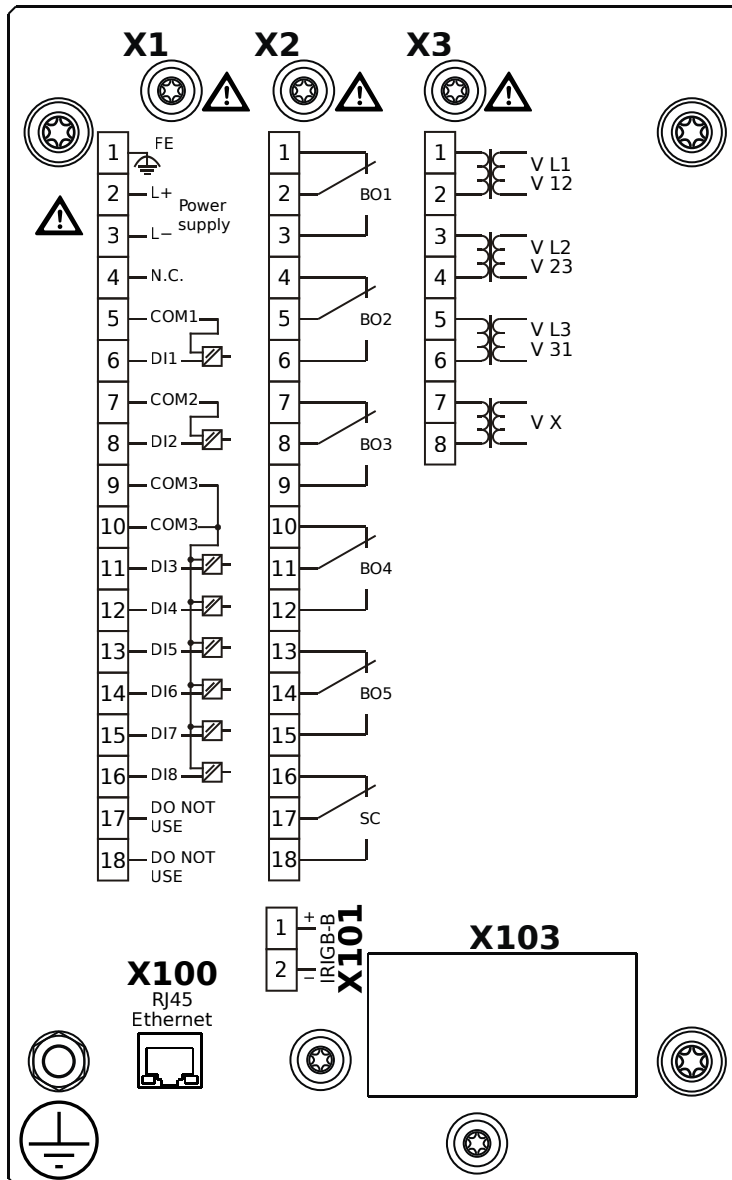 X1
X2
X3
1 FE
2 L+ Power
3 L− supply
4 N.C.
5 COM1
6 DI1
7 COM2
8 DI2
9 COM3
10 COM3
11 DI3
12 DI4
13 DI5
14 DI6
15 DI7
16 DI8
17 DO NOT
USE
18 DO NOT
USE
1
2 BO1
3
4
5 BO2
6
7
8 BO3
9
10
11 BO4
12
13
14 BO5
15
16
17 SC
18
1 V L1
2 V 12
3 V L2
4 V 23
5 V L3
6 V 31
7 V X
8
1 +
2 −
IRIGB-B
X101
X100
RJ45
Ethernet
X103